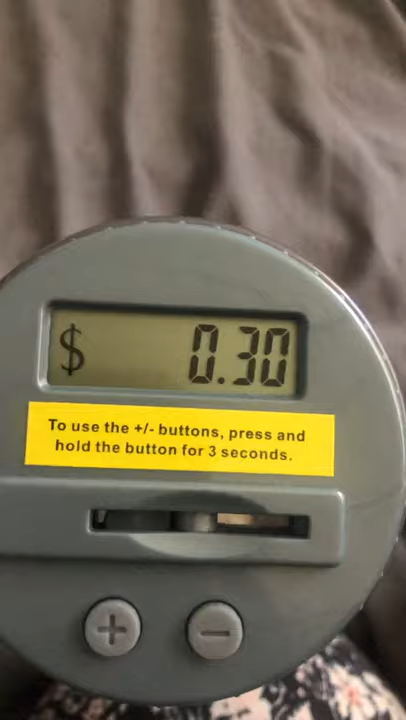 $ 0.30
To use the +/- buttons, press and
hold the button for 3 seconds.
+ -